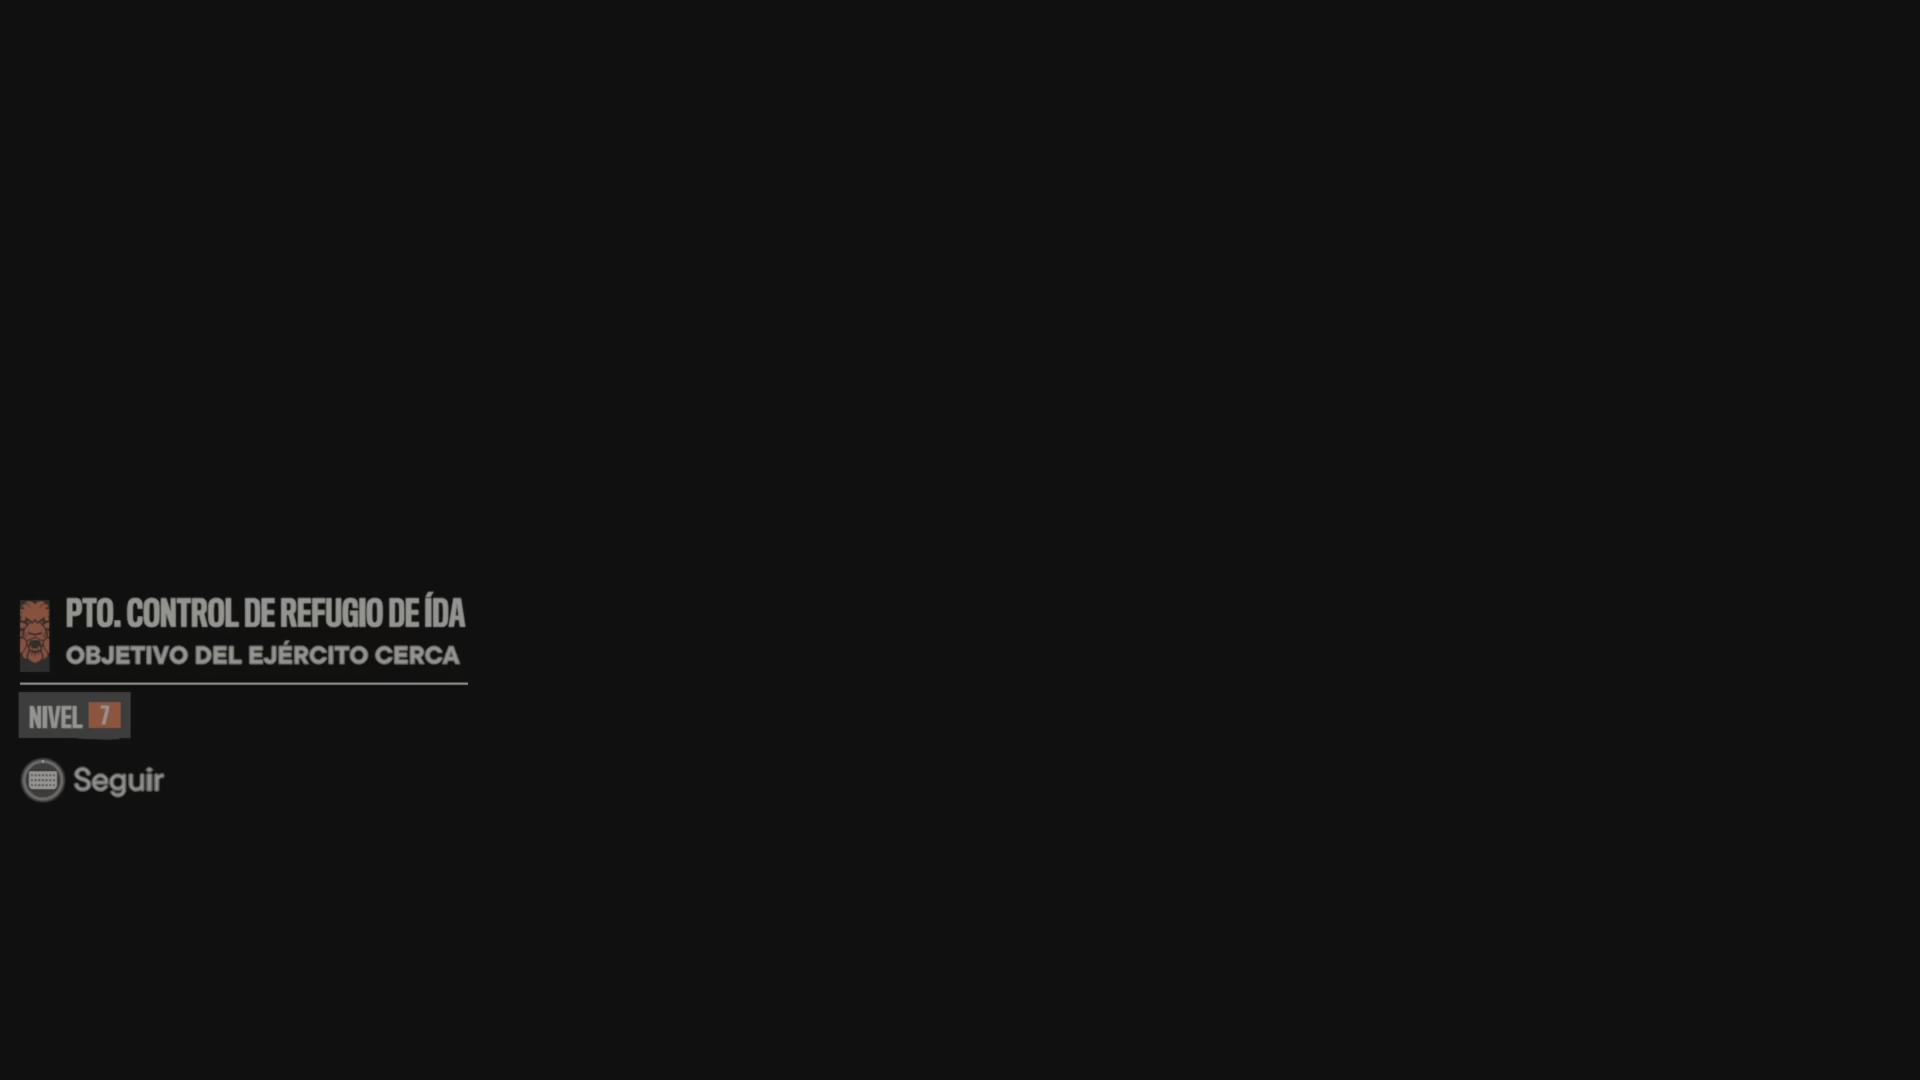 PTO. CONTROL DE REFUGIO DE ÍDA
OBJETIVO DEL EJÉRCITO CERCA
NIVEL 7
Seguir